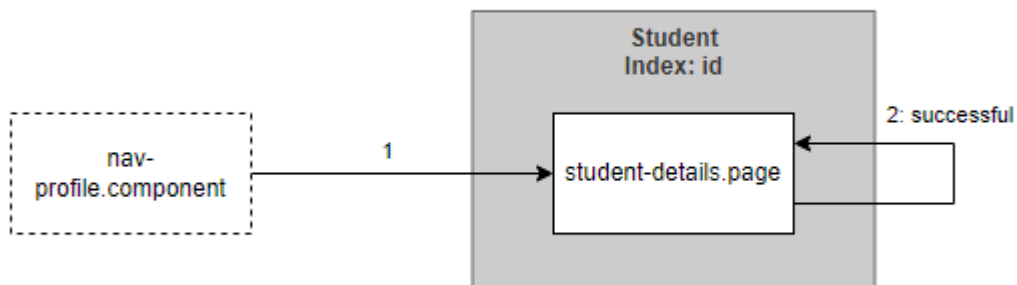 Student
Index: id
nav-
profile.component
1
student-details.page
2: successful